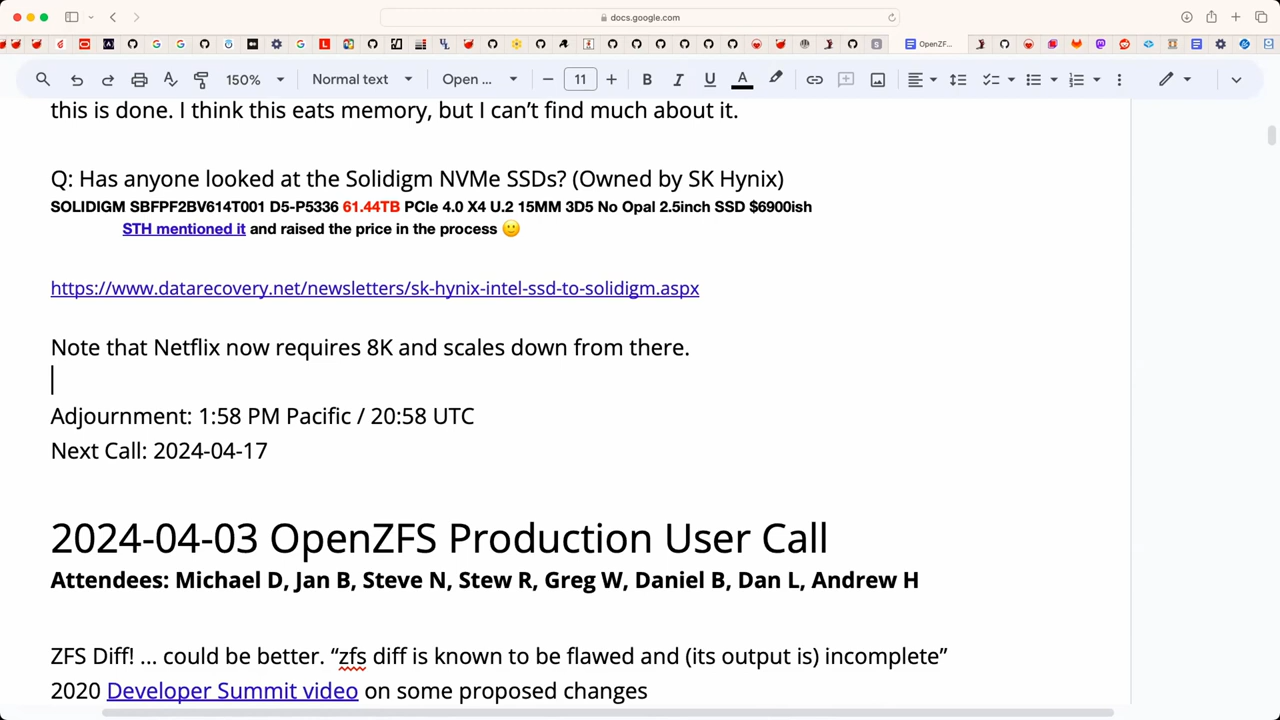 docs.google.com
OpenZF...
150%
Normal text
Open ...
11
this is done. I think this eats memory, but I can’t find much about it.
Q: Has anyone looked at the Solidigm NVMe SSDs? (Owned by SK Hynix)
SOLIDIGM SBFPF2BV614T001 D5-P5336 61.44TB PCIe 4.0 X4 U.2 15MM 3D5 No Opal 2.5inch SSD $6900ish
STH mentioned it and raised the price in the process 🙂
https://www.datarecovery.net/newsletters/sk-hynix-intel-ssd-to-solidigm.aspx
Note that Netflix now requires 8K and scales down from there.
Adjournment: 1:58 PM Pacific / 20:58 UTC
Next Call: 2024-04-17
2024-04-03 OpenZFS Production User Call
Attendees: Michael D, Jan B, Steve N, Stew R, Greg W, Daniel B, Dan L, Andrew H
ZFS Diff! ... could be better. “zfs diff is known to be flawed and (its output is) incomplete”
2020 Developer Summit video on some proposed changes